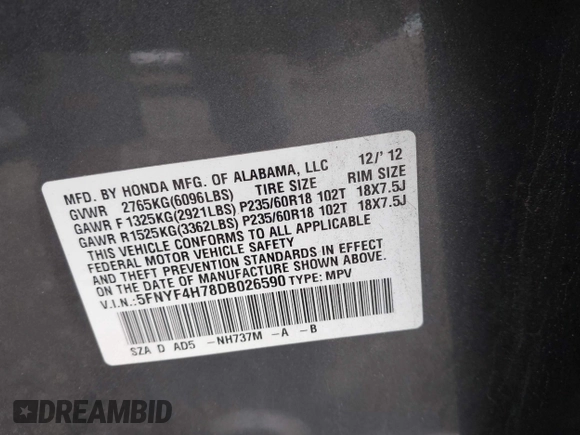 MFD. BY HONDA MFG. OF ALABAMA, LLC 12/'12
GVWR 2765KG(6096LBS) TIRE SIZE RIM SIZE
GAWR F1325KG(2921LBS) P235/60R18 102T 18X7.5J
GAWR R1525KG(3362LBS) P235/60R18 102T 18X7.5J
THIS VEHICLE CONFORMS TO ALL APPLICABLE
FEDERAL MOTOR VEHICLE SAFETY
AND THEFT PREVENTION STANDARDS IN EFFECT
ON THE DATE OF MANUFACTURE SHOWN ABOVE.
V.I.N.:5FNYF4H78DB026590 TYPE: MPV
SZA D AD5 -NH737M -A -B
DREAMBID